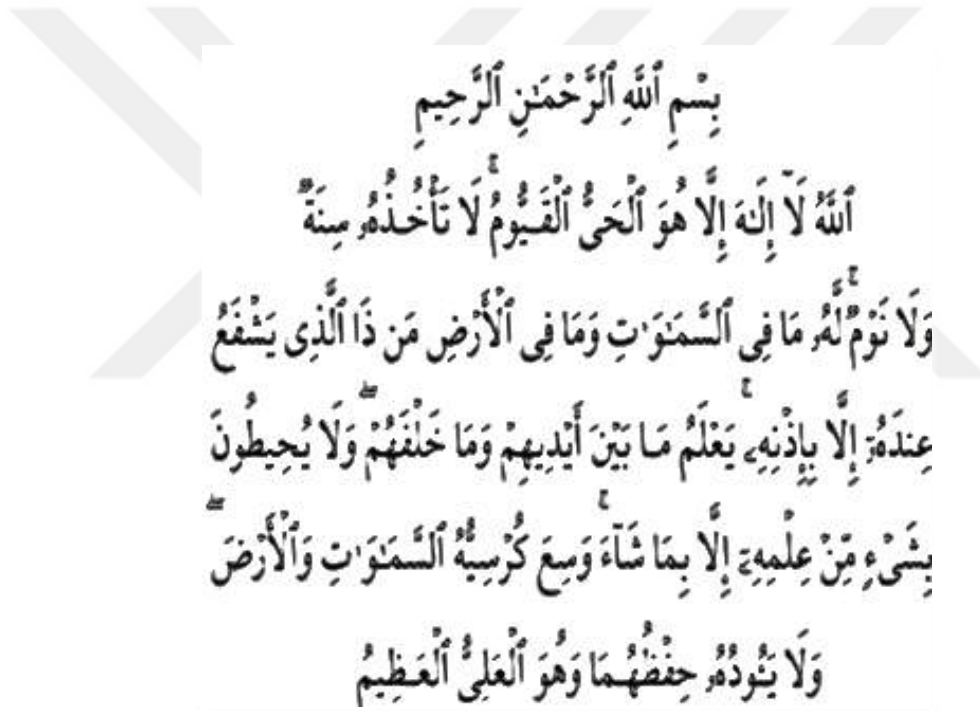 بِسْمِ ٱللَّهِ ٱلرَّحْمَـٰنِ ٱلرَّحِيمِ
ٱللَّهُ لَآ إِلَـٰهَ إِلَّا هُوَ ٱلْحَىُّ ٱلْقَيُّومُ ۚ لَا تَأْخُذُهُۥ سِنَةٌ
وَلَا نَوْمٌ ۚ لَّهُۥ مَا فِى ٱلسَّمَـٰوَٰتِ وَمَا فِى ٱلْأَرْضِ مَن ذَا ٱلَّذِى يَشْفَعُ
عِندَهُۥٓ إِلَّا بِإِذْنِهِۦ ۚ يَعْلَمُ مَا بَيْنَ أَيْدِيهِمْ وَمَا خَلْفَهُمْ ۖ وَلَا يُحِيطُونَ
بِشَىْءٍ مِّنْ عِلْمِهِۦٓ إِلَّا بِمَا شَآءَ ۚ وَسِعَ كُرْسِيُّهُ ٱلسَّمَـٰوَٰتِ وَٱلْأَرْضَ ۖ
وَلَا يَـُٔودُهُۥ حِفْظُهُمَا وَهُوَ ٱلْعَلِىُّ ٱلْعَظِيمُ